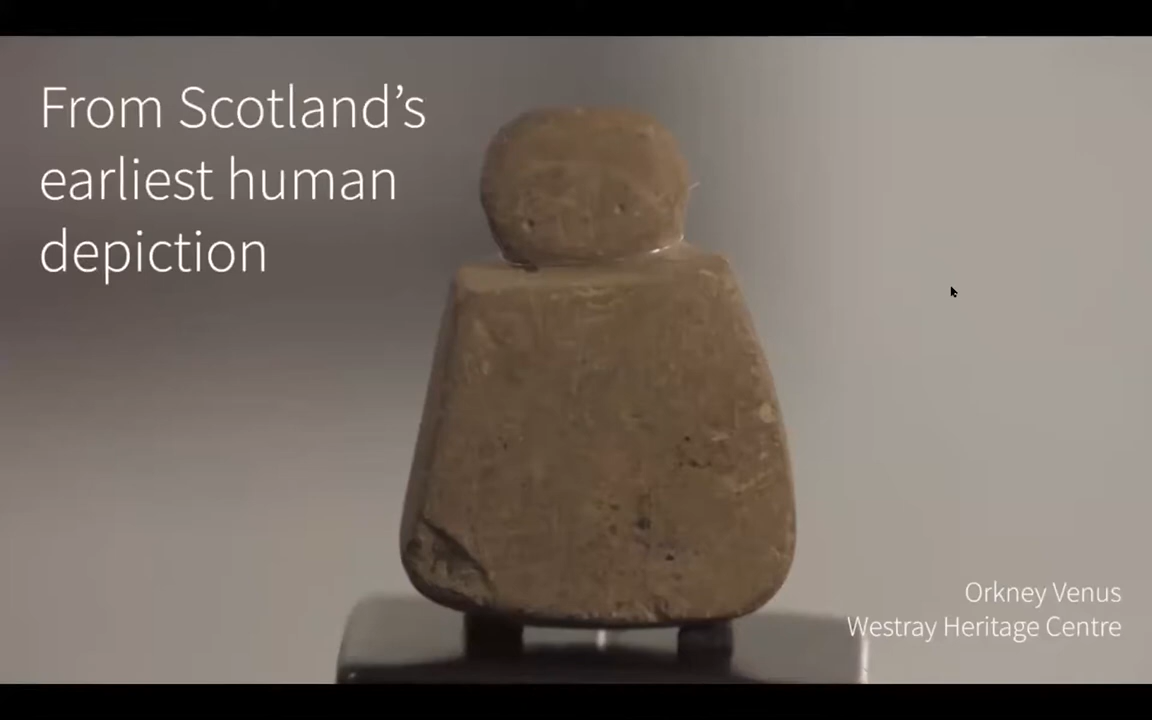 From Scotland’s
earliest human
depiction
Orkney Venus
Westray Heritage Centre